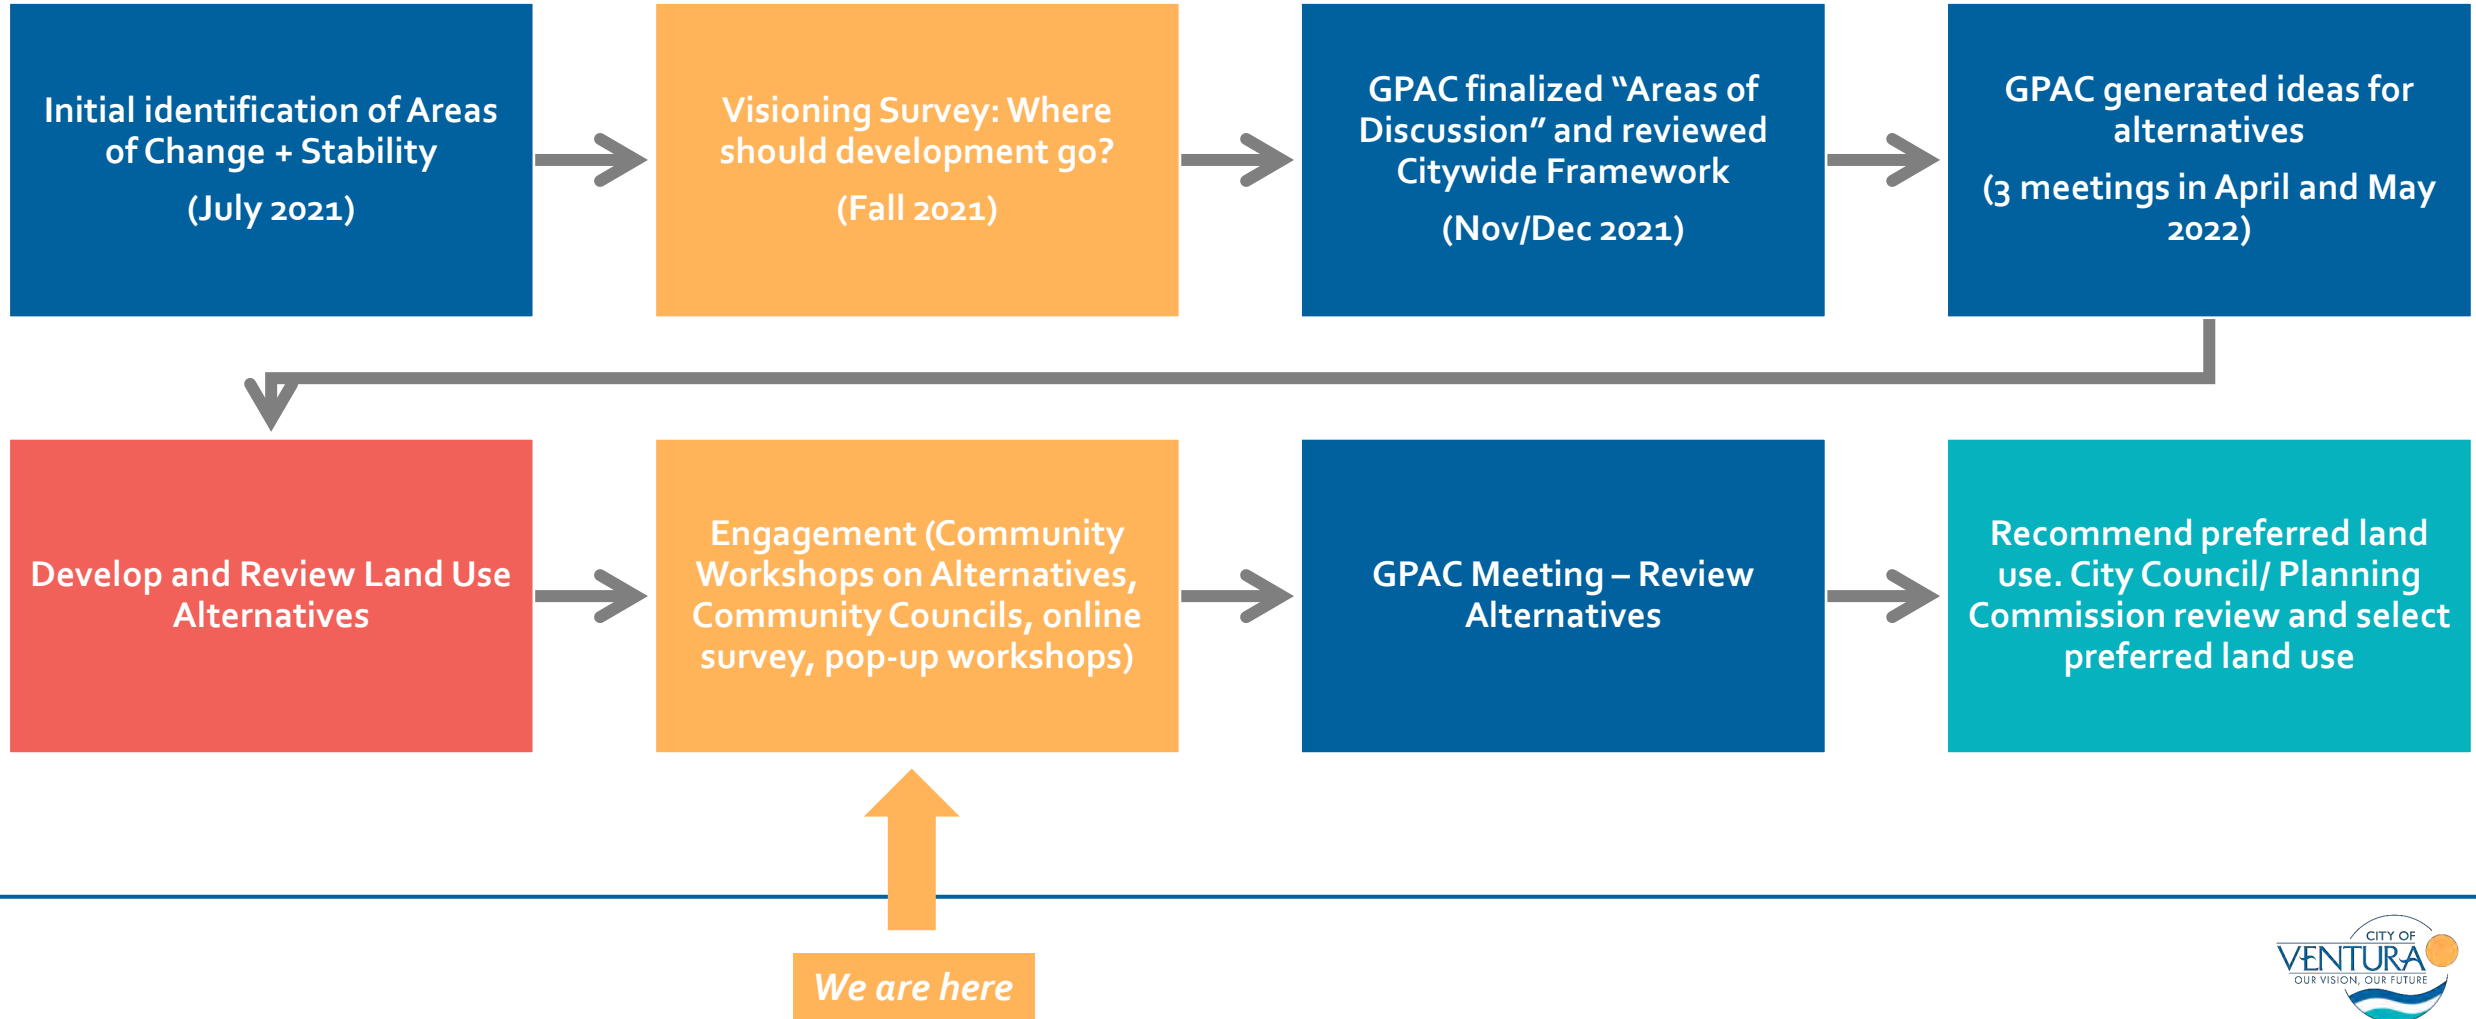 Initial identification of Areas
of Change + Stability
(July 2021)
Visioning Survey: Where
should development go?
(Fall 2021)
GPAC finalized “Areas of
Discussion” and reviewed
Citywide Framework
(Nov/Dec 2021)
GPAC generated ideas for
alternatives
(3 meetings in April and May
2022)
Develop and Review Land Use
Alternatives
Engagement (Community
Workshops on Alternatives,
Community Councils, online
survey, pop-up workshops)
GPAC Meeting – Review
Alternatives
Recommend preferred land
use. City Council/ Planning
Commission review and select
preferred land use
We are here
CITY OF
VENTURA
OUR VISION, OUR FUTURE